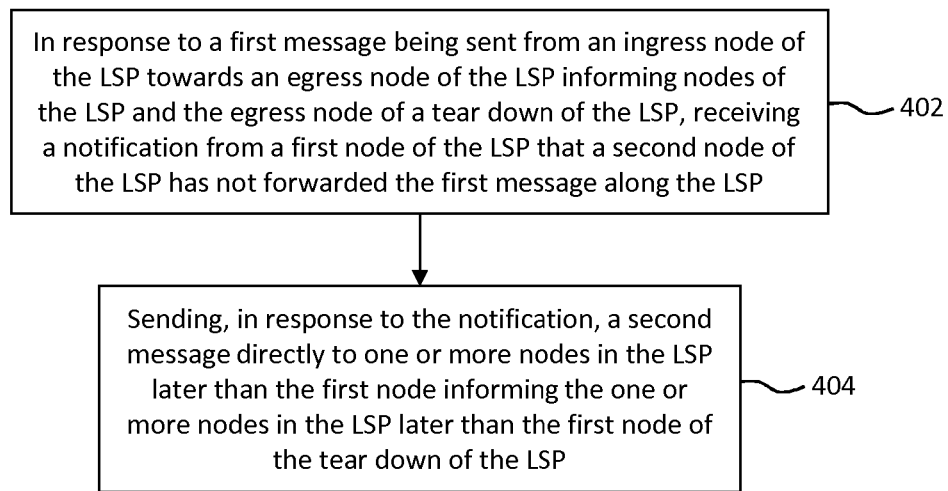 In response to a first message being sent from an ingress node of
the LSP towards an egress node of the LSP informing nodes of
the LSP and the egress node of a tear down of the LSP, receiving
a notification from a first node of the LSP that a second node of
the LSP has not forwarded the first message along the LSP
402
Sending, in response to the notification, a second
message directly to one or more nodes in the LSP
later than the first node informing the one or
more nodes in the LSP later than the first node of
the tear down of the LSP
404